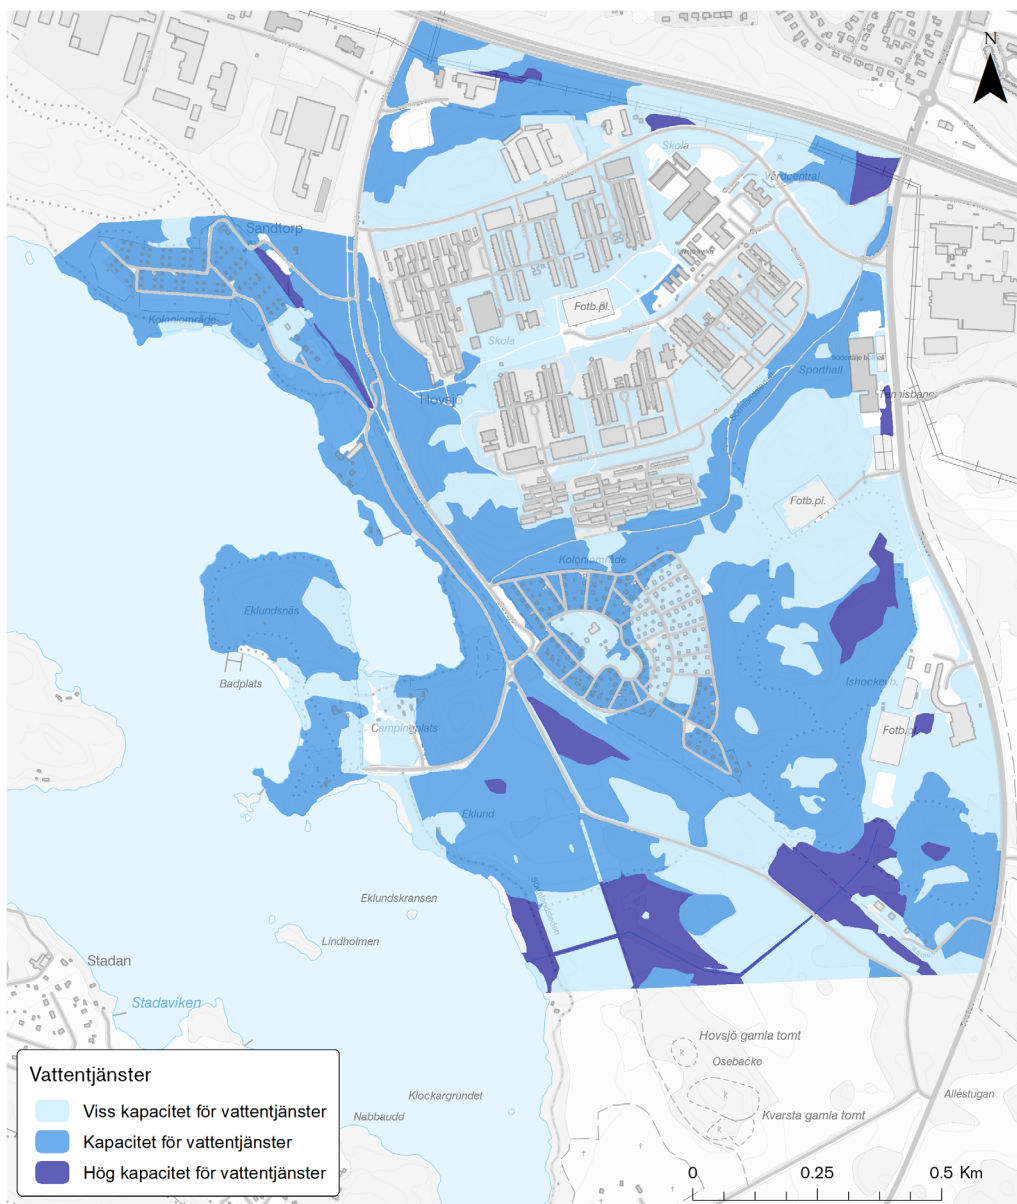 N
Skola
Vårdcentral
Sandtorp
Fotb.pl.
Koloniområde
Skola
Sporthall
Hovsjö
Tennisbana
Fotb.pl.
Koloniområde
Eklundsnäs
Badplats
Ishockeyb.
Campingplats
Fotb.pl.
Eklund
Eklundskransen
Lindholmen
Stadan
Stadaviken
Hovsjö gamla tomt
R
Osebacke
R
Kvarsta gamla tomt
R
Alléstugan
Klockargrundet
Nabbaudd
Vattentjänster
Viss kapacitet för vattentjänster
Kapacitet för vattentjänster
Hög kapacitet för vattentjänster
0 0.25 0.5 Km